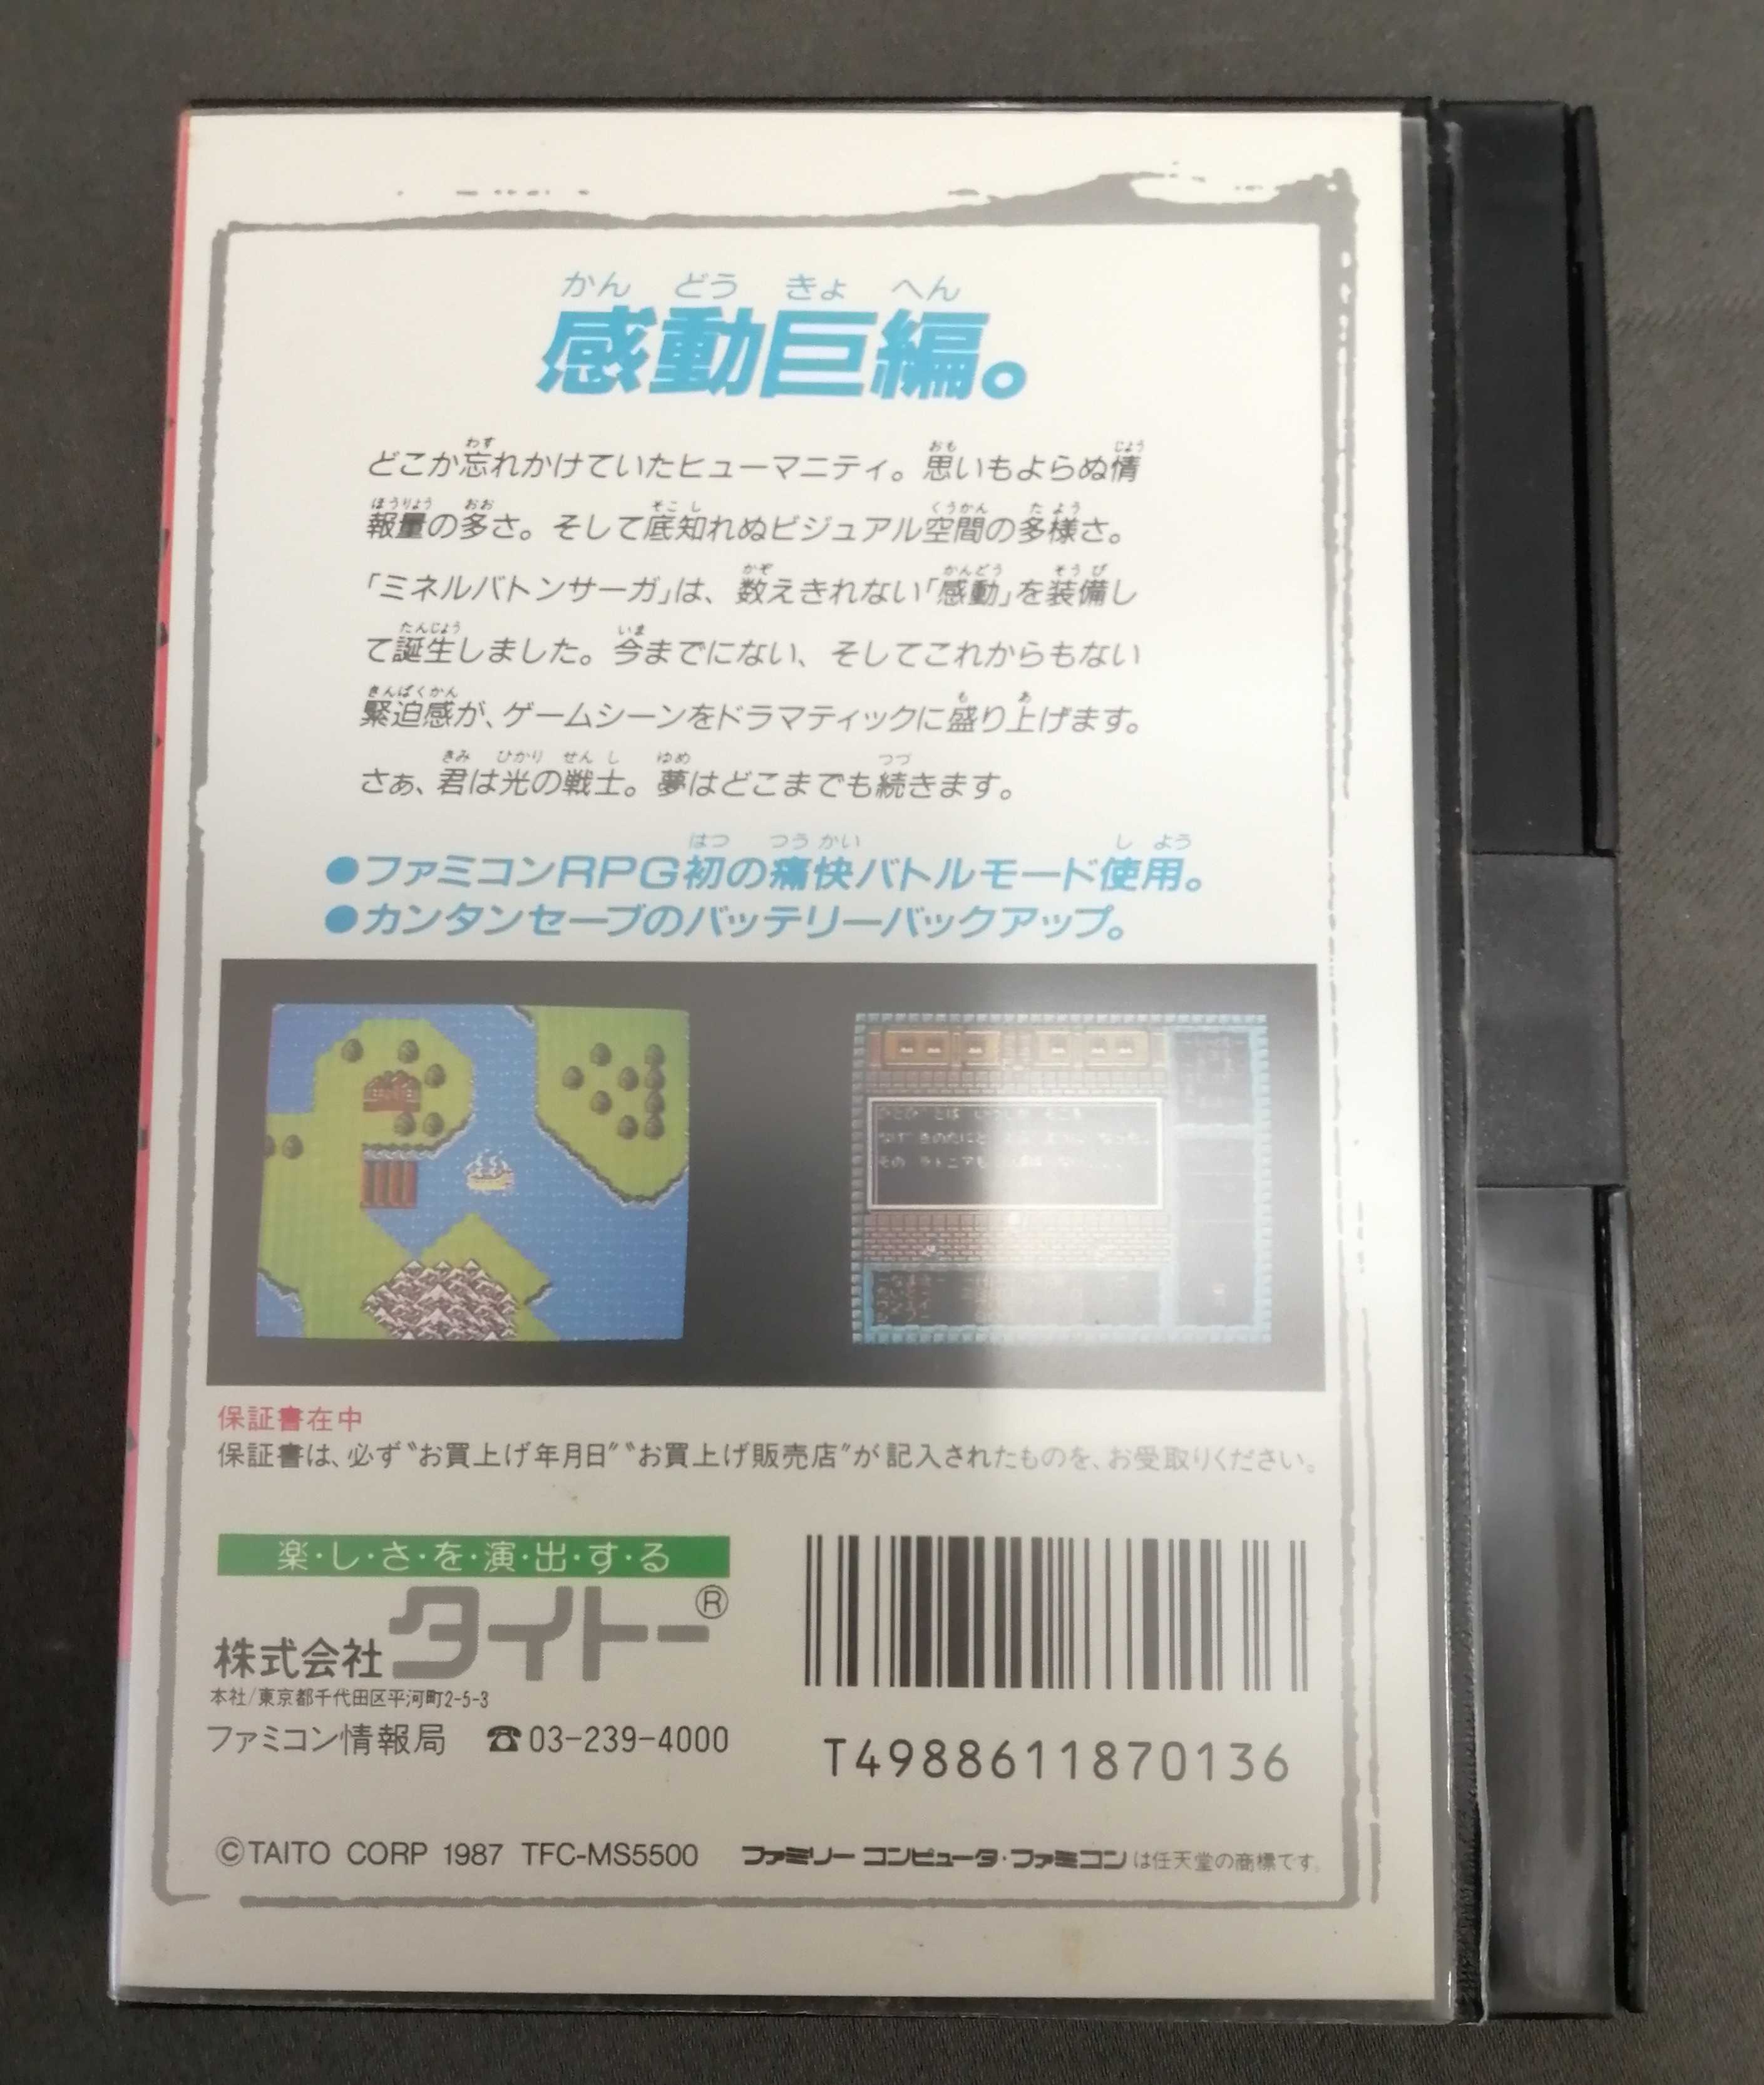 かんどうきょへん
感動巨編。
どこか忘れかけていたヒューマニティ。思いもよらぬ情
報量の多さ。そして底知れぬビジュアル空間の多様さ。
「ミネルバトンサーガ」は、数えきれない「感動」を装備し
て誕生しました。今までにない、そしてこれからもない
緊迫感が、ゲームシーンをドラマティックに盛り上げます。
さぁ、君は光の戦士。夢はどこまでも続きます。
●ファミコンRPG初の痛快バトルモード使用。
●カンタンセーブのバッテリーバックアップ。
保証書在中
保証書は、必ず“お買上げ年月日”“お買上げ販売店”が記入されたものを、お受取りください。
楽・し・さ・を・演・出・す・る
株式会社タイトー®
本社/東京都千代田区平河町2-5-3
ファミコン情報局 ☎03-239-4000
T4988611870136
©TAITO CORP 1987 TFC-MS5500 ファミリーコンピュータ・ファミコンは任天堂の商標です。